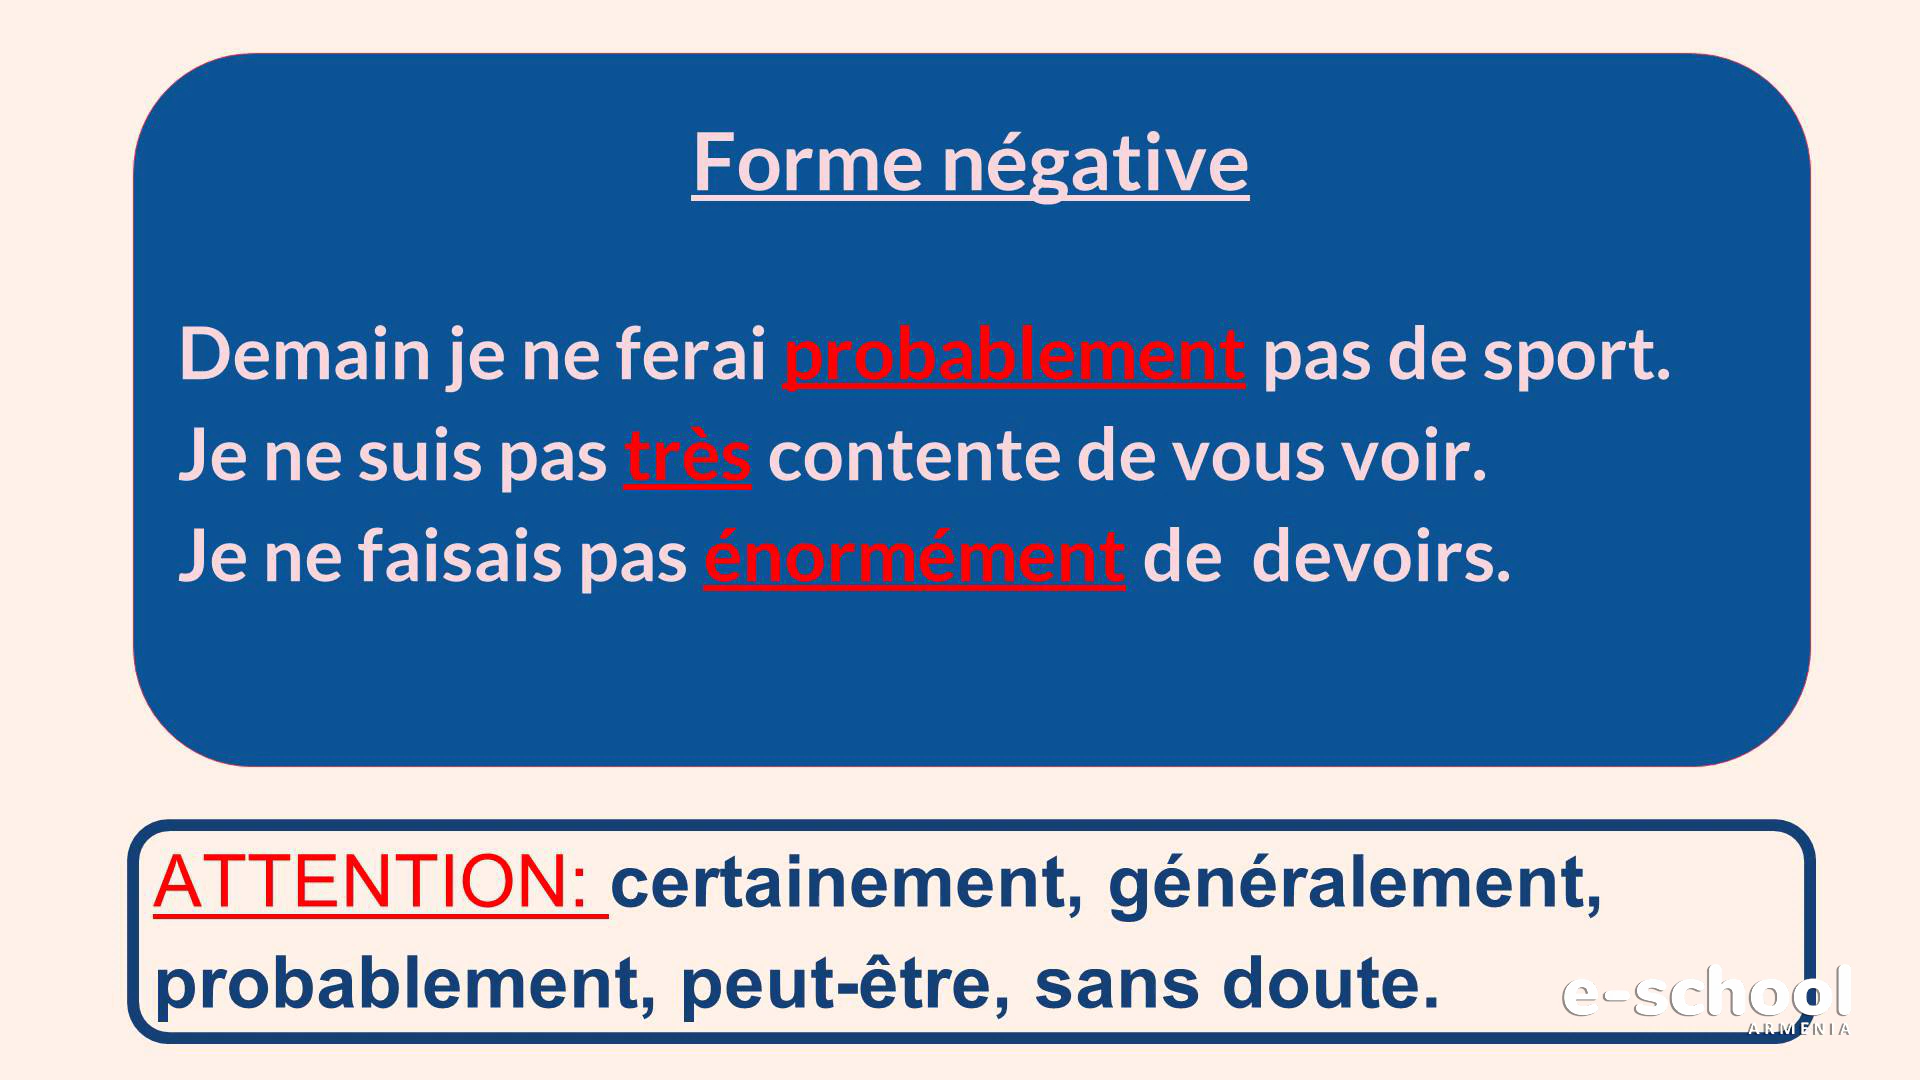 Forme négative
Demain je ne ferai probablement pas de sport.
Je ne suis pas très contente de vous voir.
Je ne faisais pas énormément de  devoirs.
ATTENTION: certainement, généralement,
probablement, peut-être, sans doute.
e-school
ARMENIA